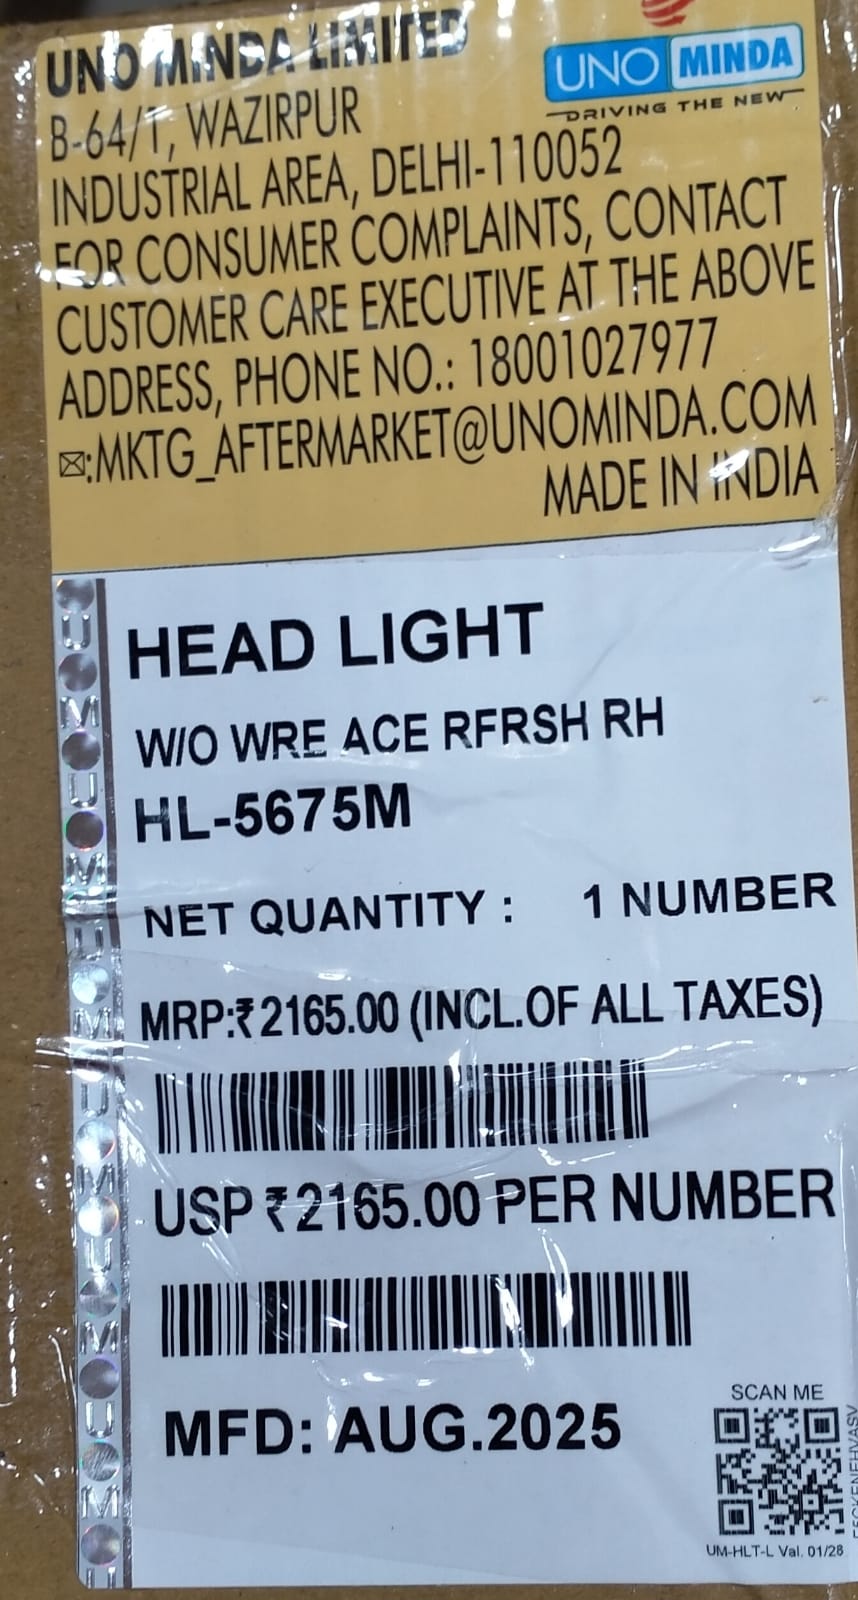 UNO MINDA LIMITED
UNO MINDA
DRIVING THE NEW
B-64/1, WAZIRPUR
INDUSTRIAL AREA, DELHI-110052
FOR CONSUMER COMPLAINTS, CONTACT
CUSTOMER CARE EXECUTIVE AT THE ABOVE
ADDRESS, PHONE NO.: 18001027977
✉:MKTG_AFTERMARKET@UNOMINDA.COM
MADE IN INDIA
HEAD LIGHT
W/O WRE ACE RFRSH RH
HL-5675M
NET QUANTITY : 1 NUMBER
MRP:₹2165.00 (INCL.OF ALL TAXES)
USP ₹2165.00 PER NUMBER
MFD: AUG.2025
SCAN ME
UM-HLT-L Val. 01/28